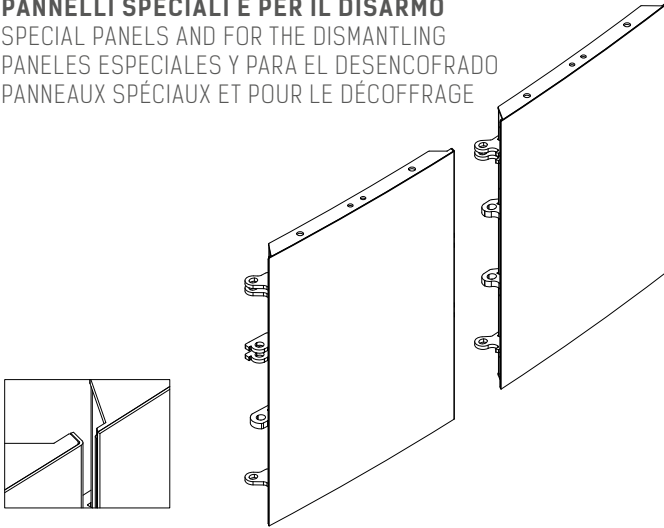 PANNELLI SPECIALI E PER IL DISARMO
SPECIAL PANELS AND FOR THE DISMANTLING
PANELES ESPECIALES Y PARA EL DESENCOFRADO
PANNEAUX SPÉCIAUX ET POUR LE DÉCOFFRAGE